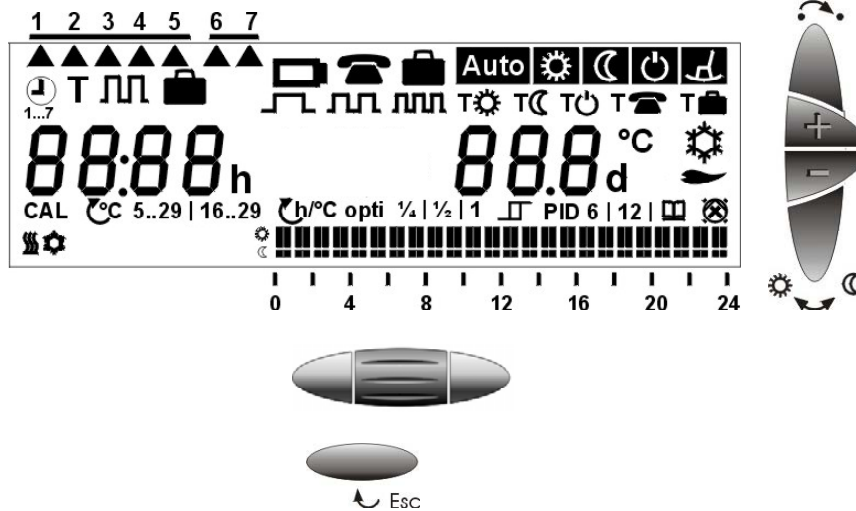 1 2 3 4 5 6 7
Auto
T
1...7
T T T T T
88:88h 88.8d °C
CAL °C 5..29 | 16..29 h/°C opti ¼ | ½ | 1 PID 6 | 12 |
0 4 8 12 16 20 24
+
-
Esc